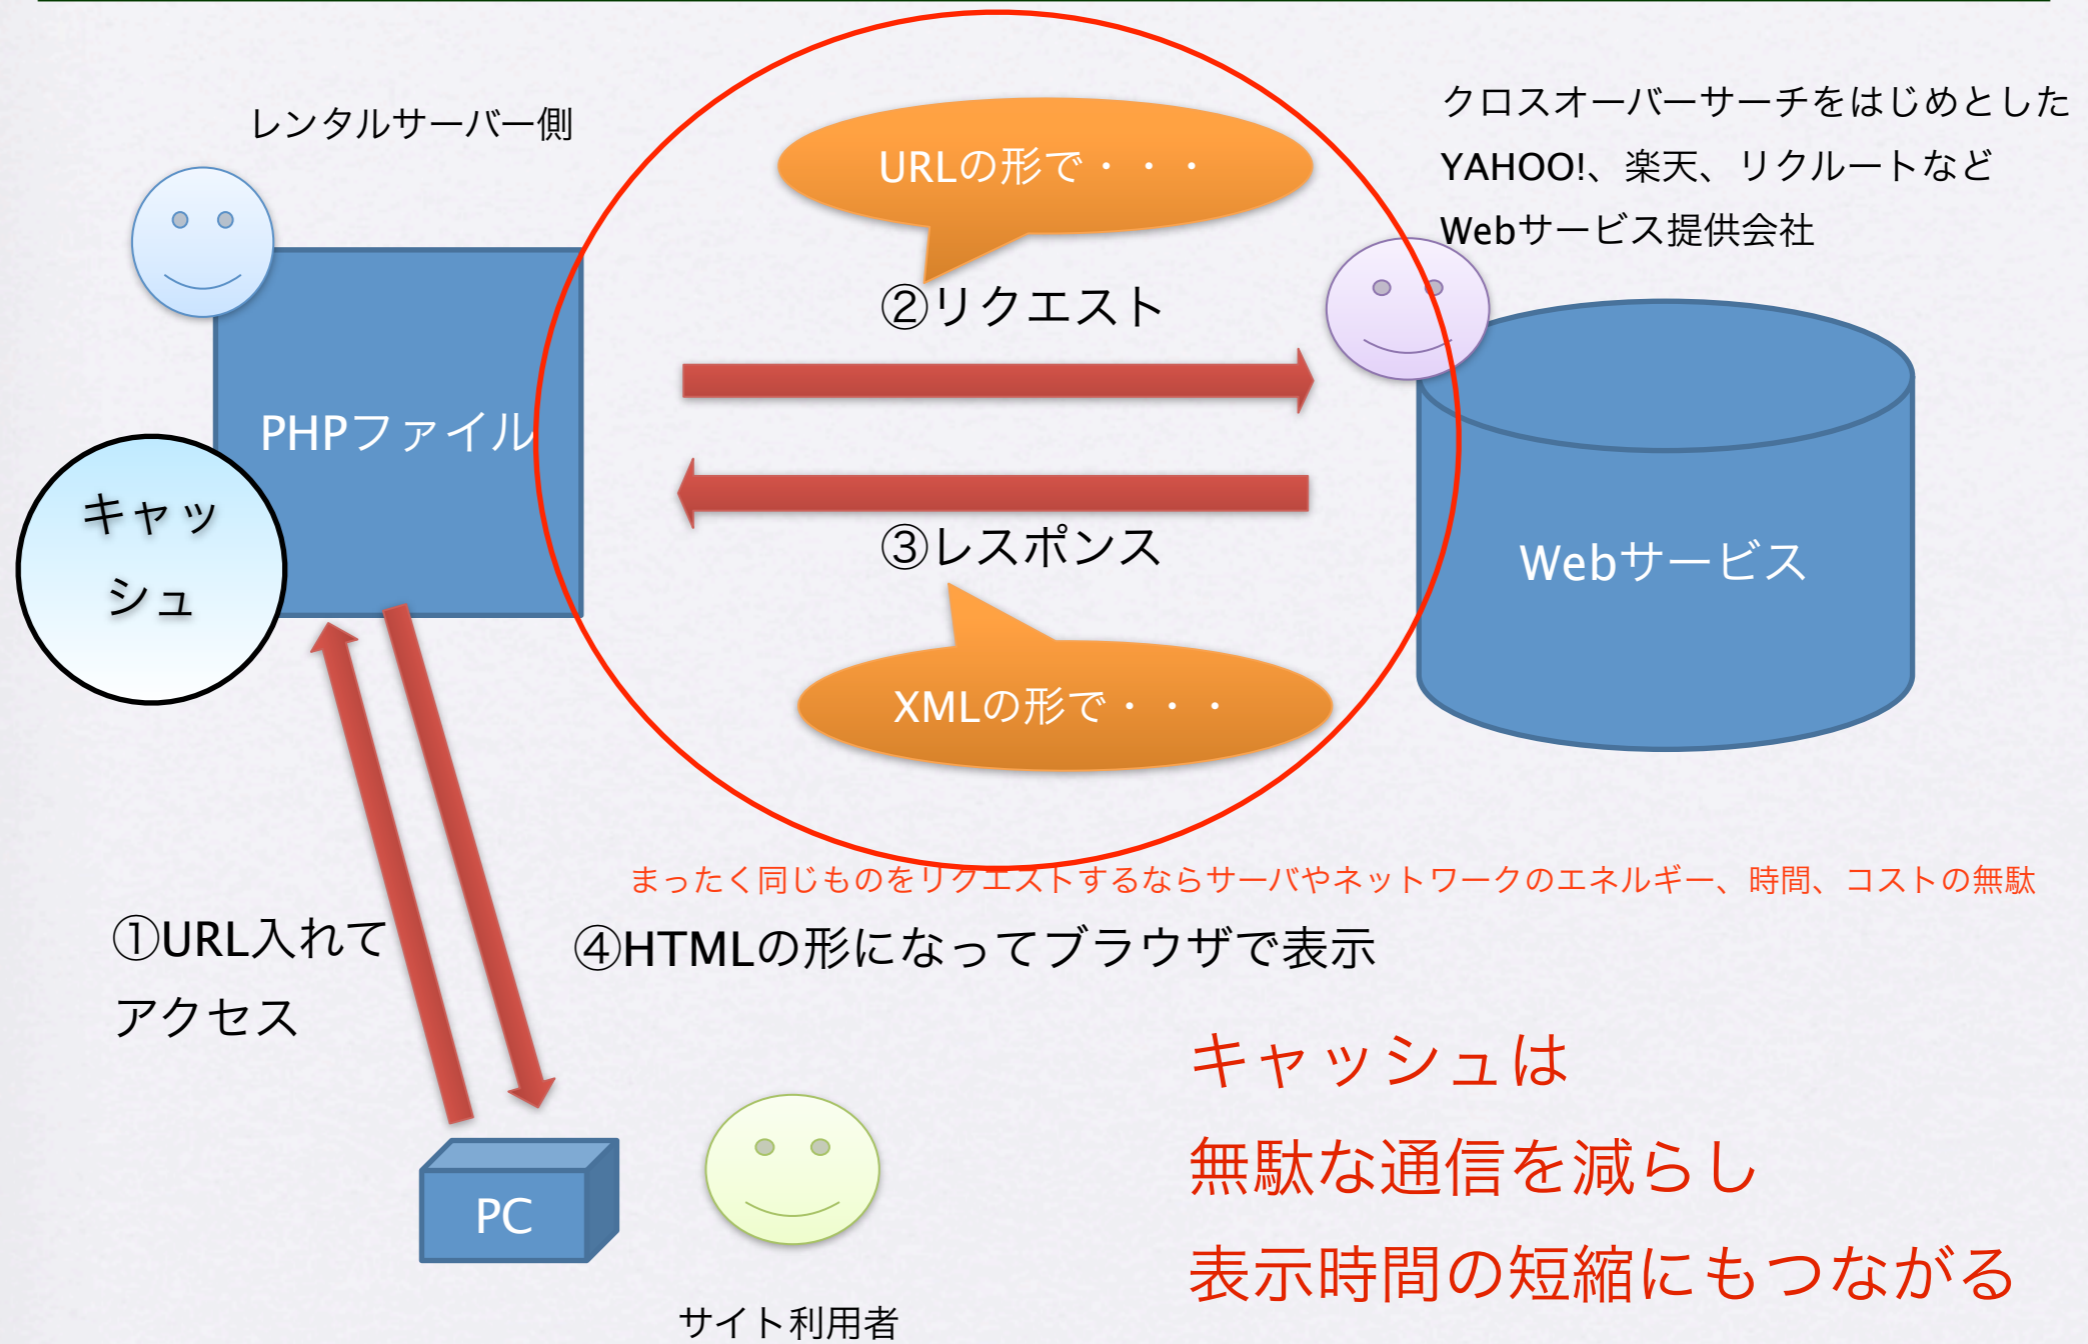 レンタルサーバー側
クロスオーバーサーチをはじめとした
YAHOO!、楽天、リクルートなど
Webサービス提供会社
URLの形で・・・
②リクエスト
PHPファイル
キャッ
シュ
③レスポンス
Webサービス
XMLの形で・・・
まったく同じものをリクエストするならサーバやネットワークのエネルギー、時間、コストの無駄
①URL入れて
アクセス
④HTMLの形になってブラウザで表示
キャッシュは
無駄な通信を減らし
表示時間の短縮にもつながる
PC
サイト利用者